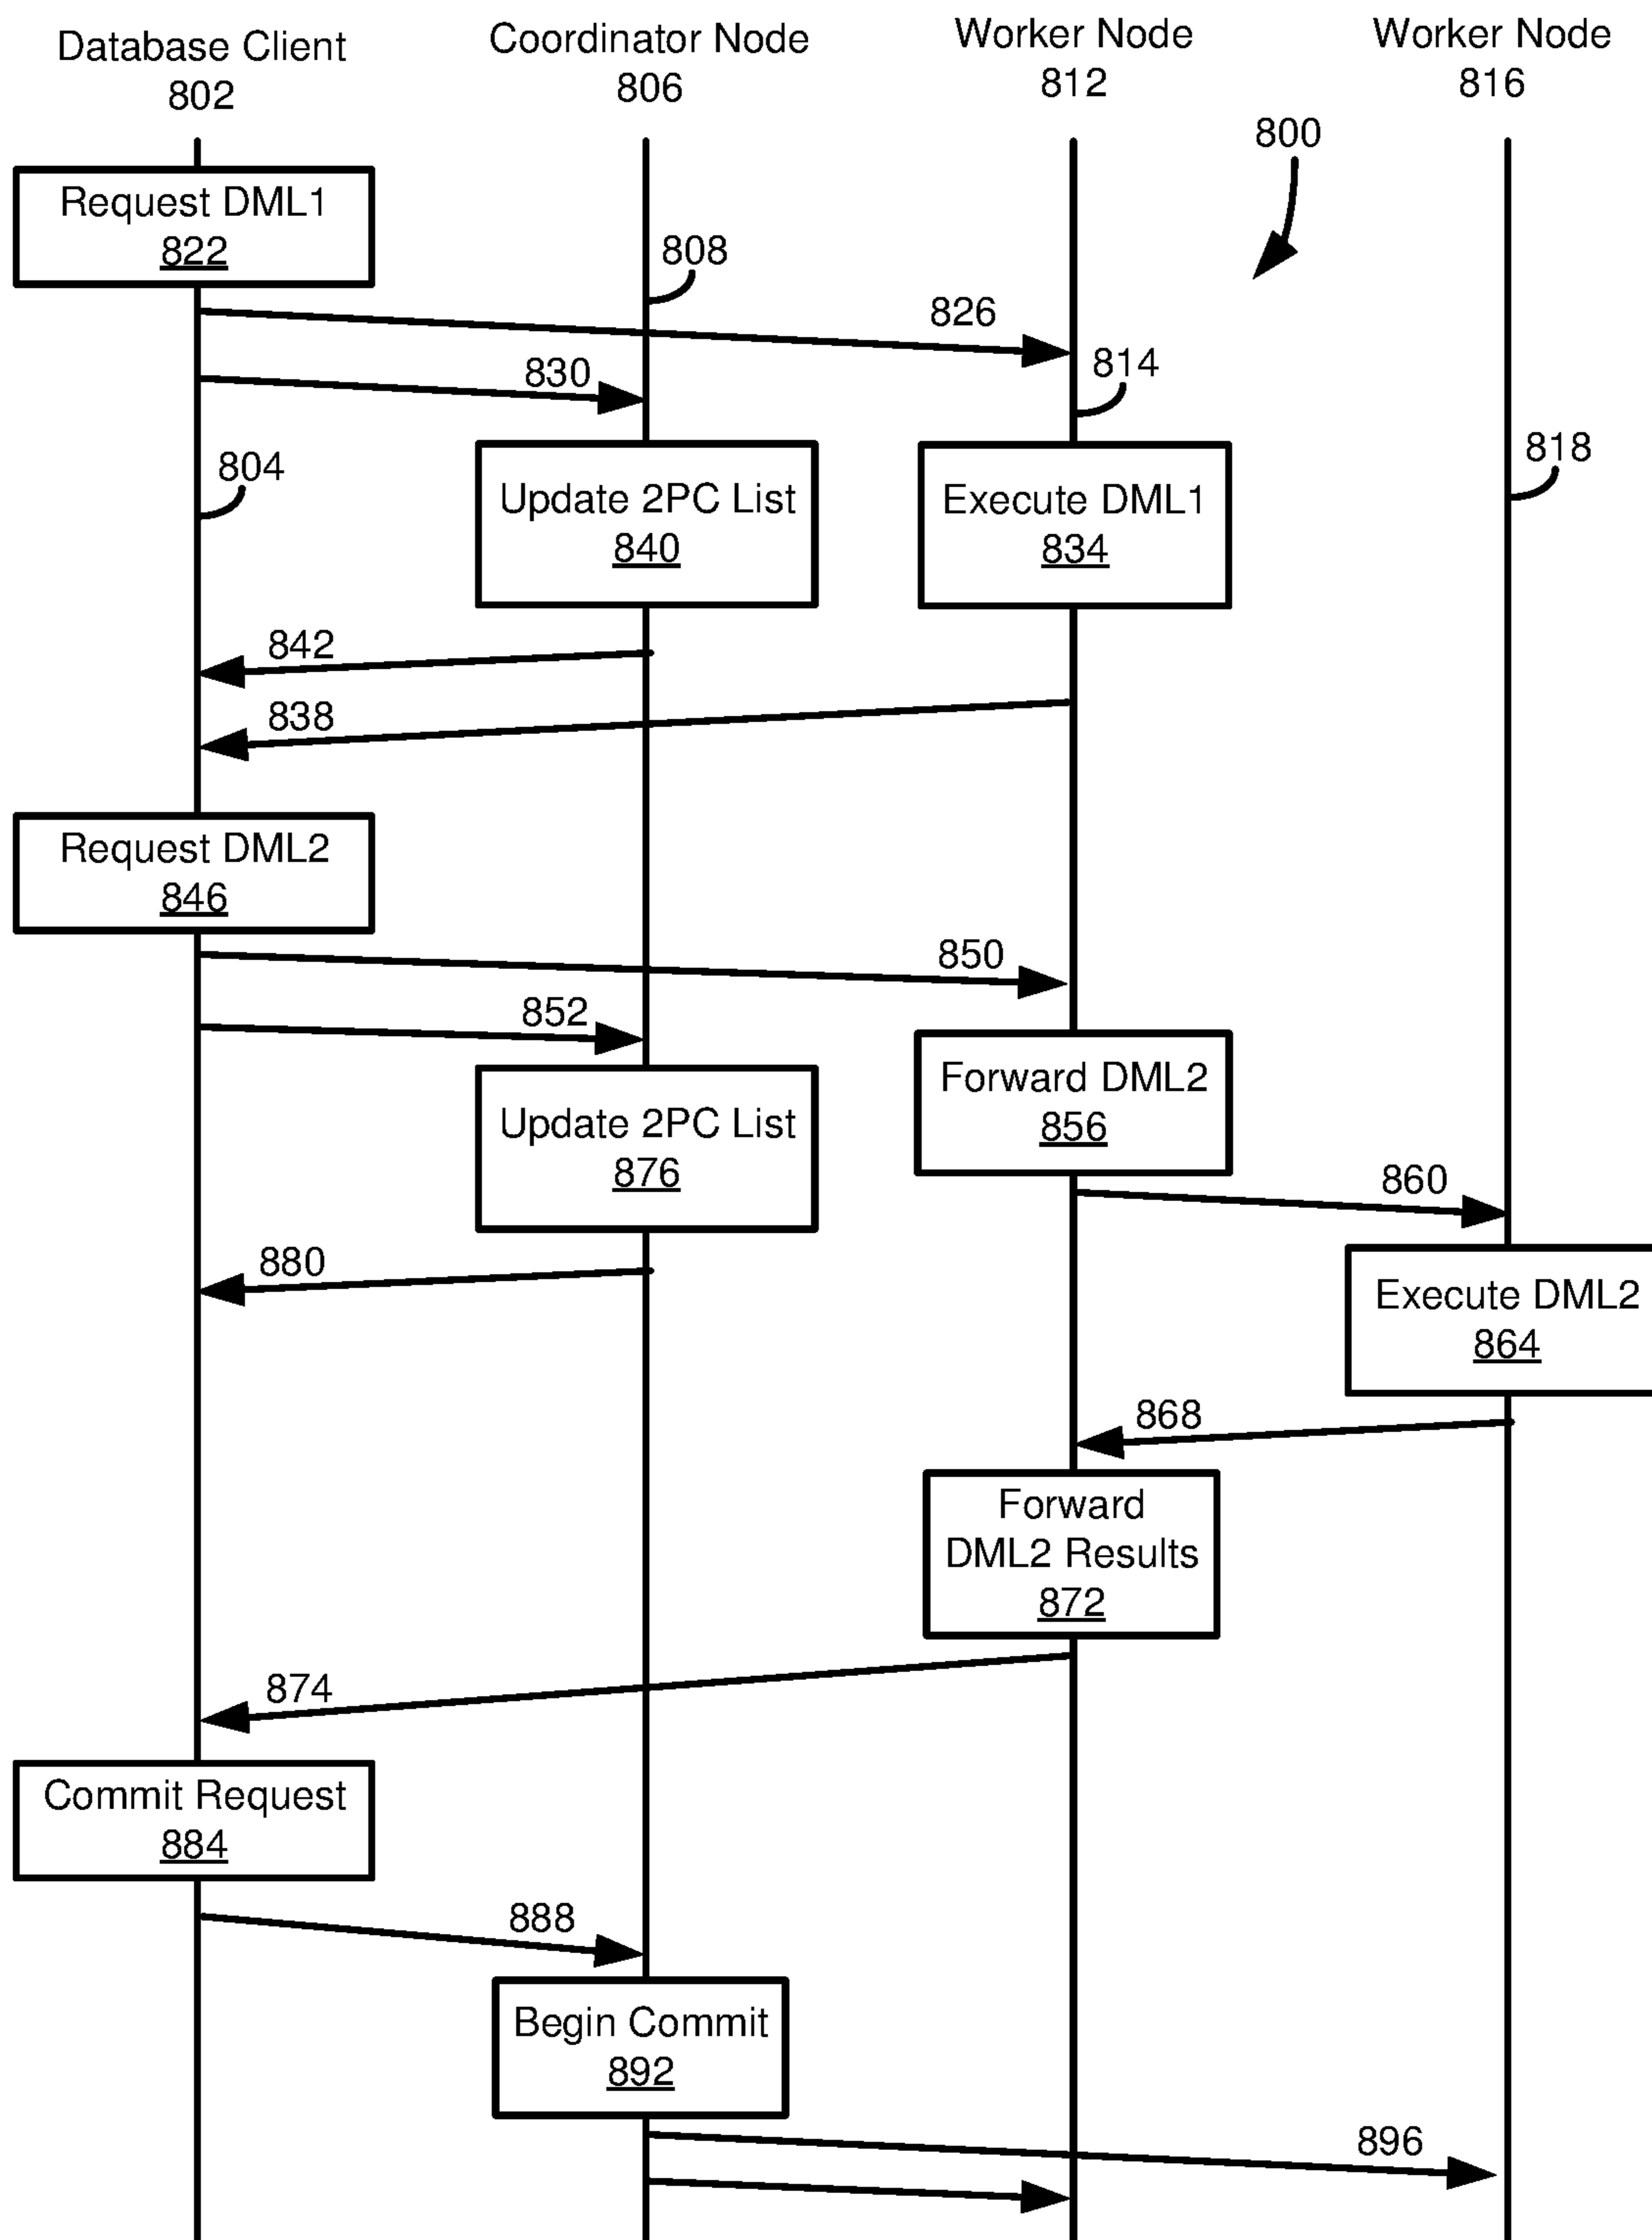 Database Client
802
Coordinator Node
806
Worker Node
812
Worker Node
816
800
Request DML1
822
808
826
814
830
804
818
Update 2PC List
840
Execute DML1
834
842
838
Request DML2
846
850
852
Forward DML2
856
Update 2PC List
876
860
880
Execute DML2
864
868
Forward
DML2 Results
872
874
Commit Request
884
888
Begin Commit
892
896